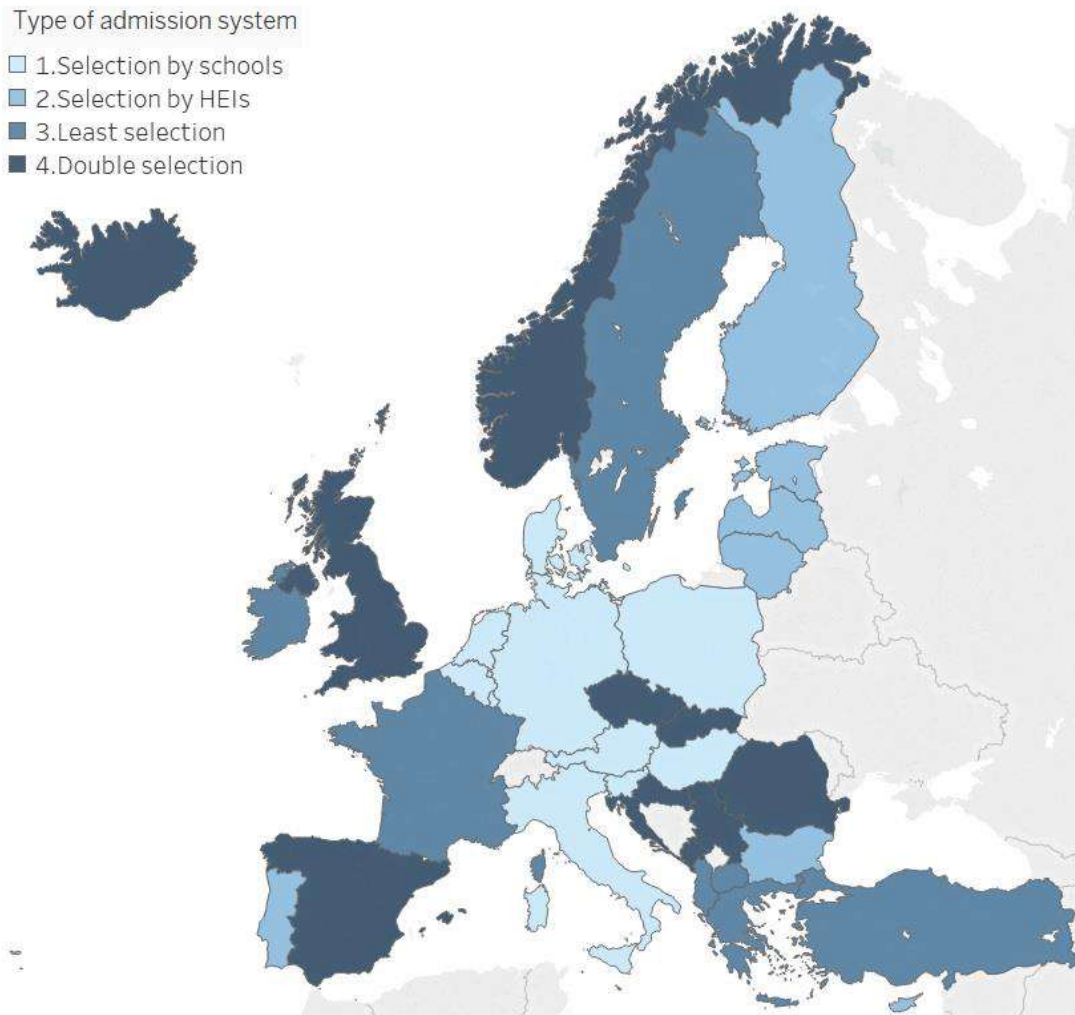 Type of admission system
1.Selection by schools
2.Selection by HEIs
3.Least selection
4.Double selection